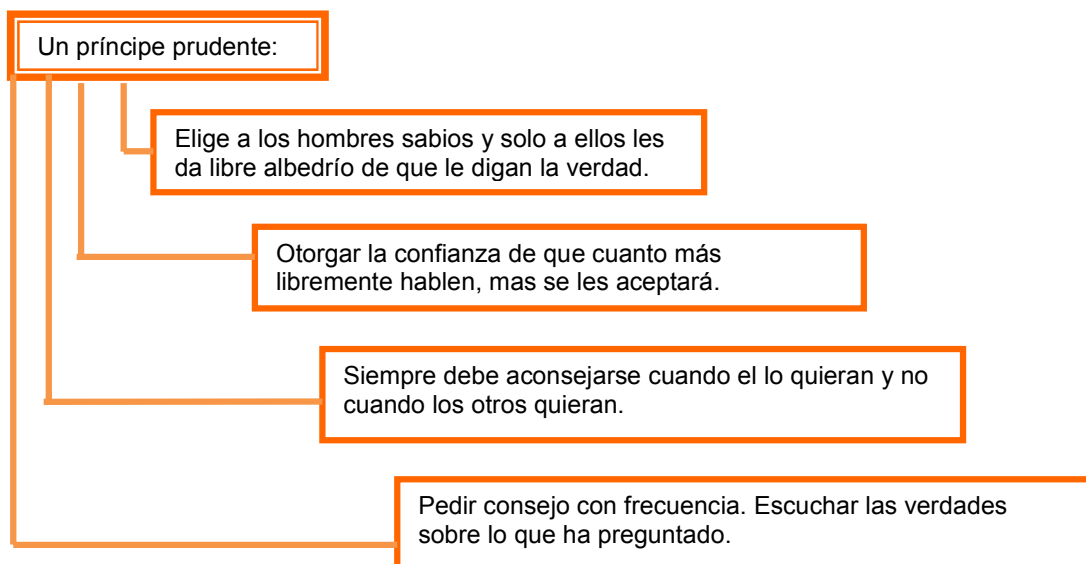 Un príncipe prudente:
Elige a los hombres sabios y solo a ellos les
da libre albedrío de que le digan la verdad.
Otorgar la confianza de que cuanto más
libremente hablen, mas se les aceptará.
Siempre debe aconsejarse cuando el lo quieran y no
cuando los otros quieran.
Pedir consejo con frecuencia. Escuchar las verdades
sobre lo que ha preguntado.